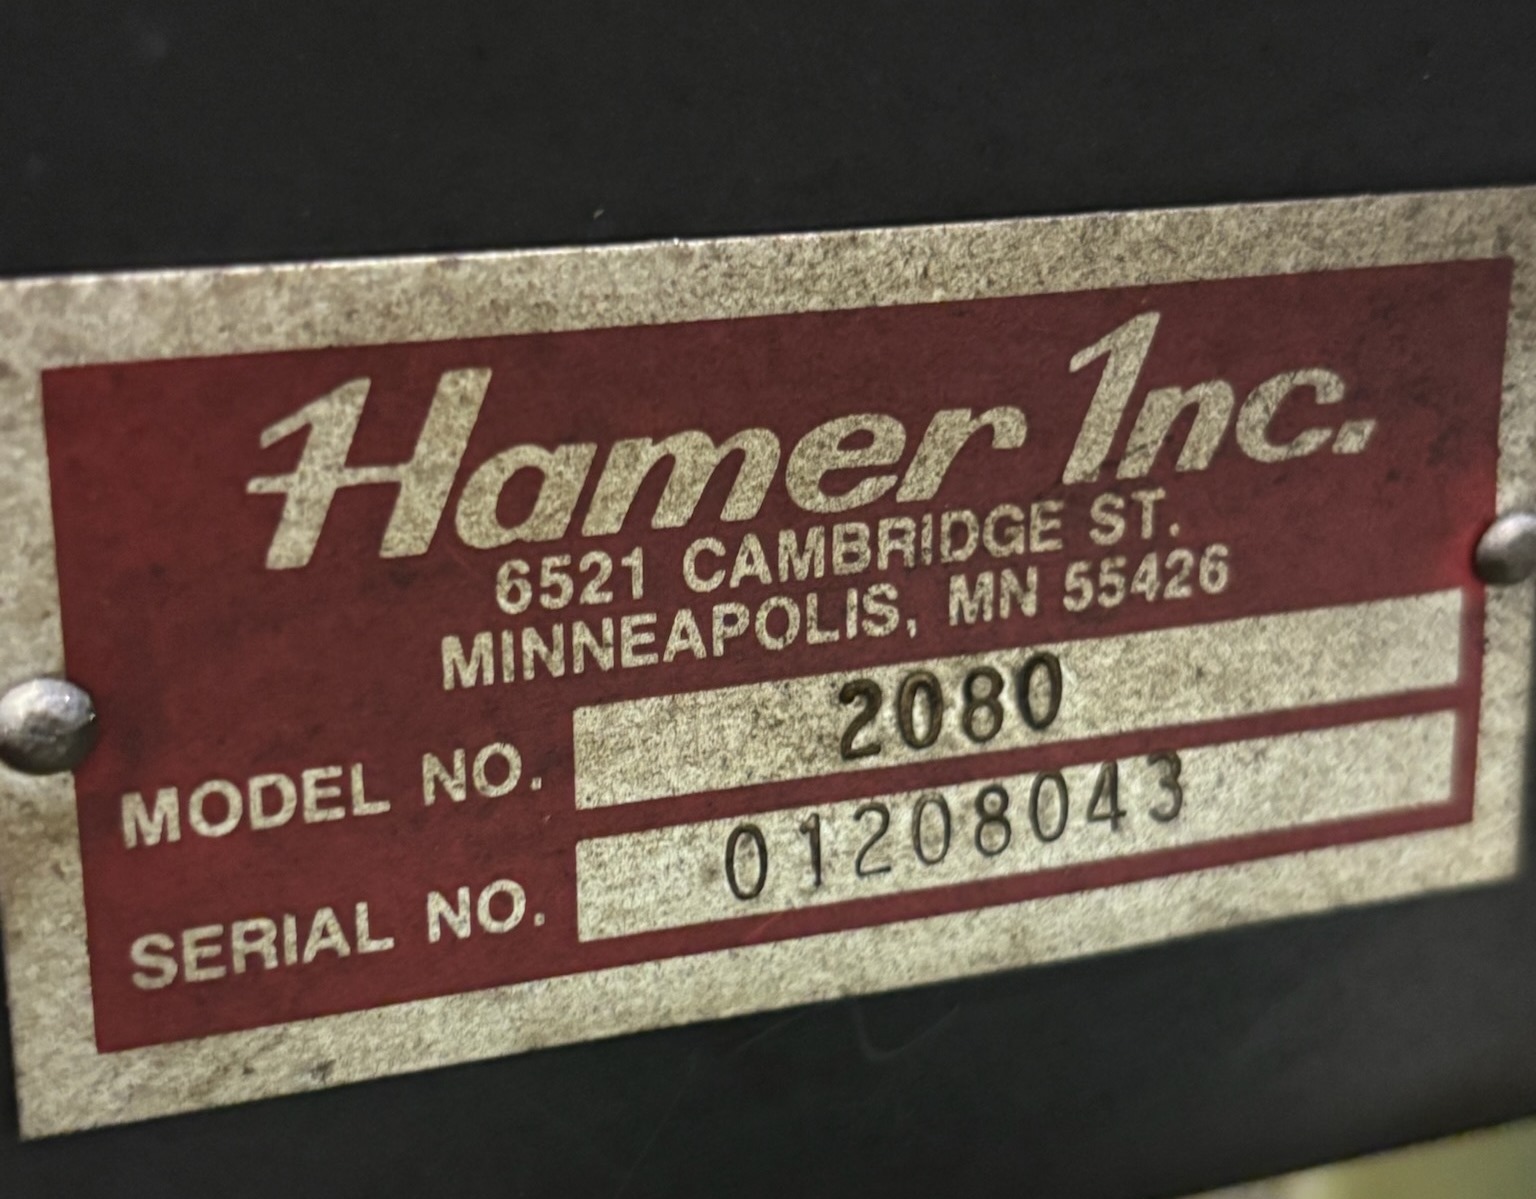 Hamer Inc.
6521 CAMBRIDGE ST.
MINNEAPOLIS, MN 55426
MODEL NO. 2080
SERIAL NO. 01208043